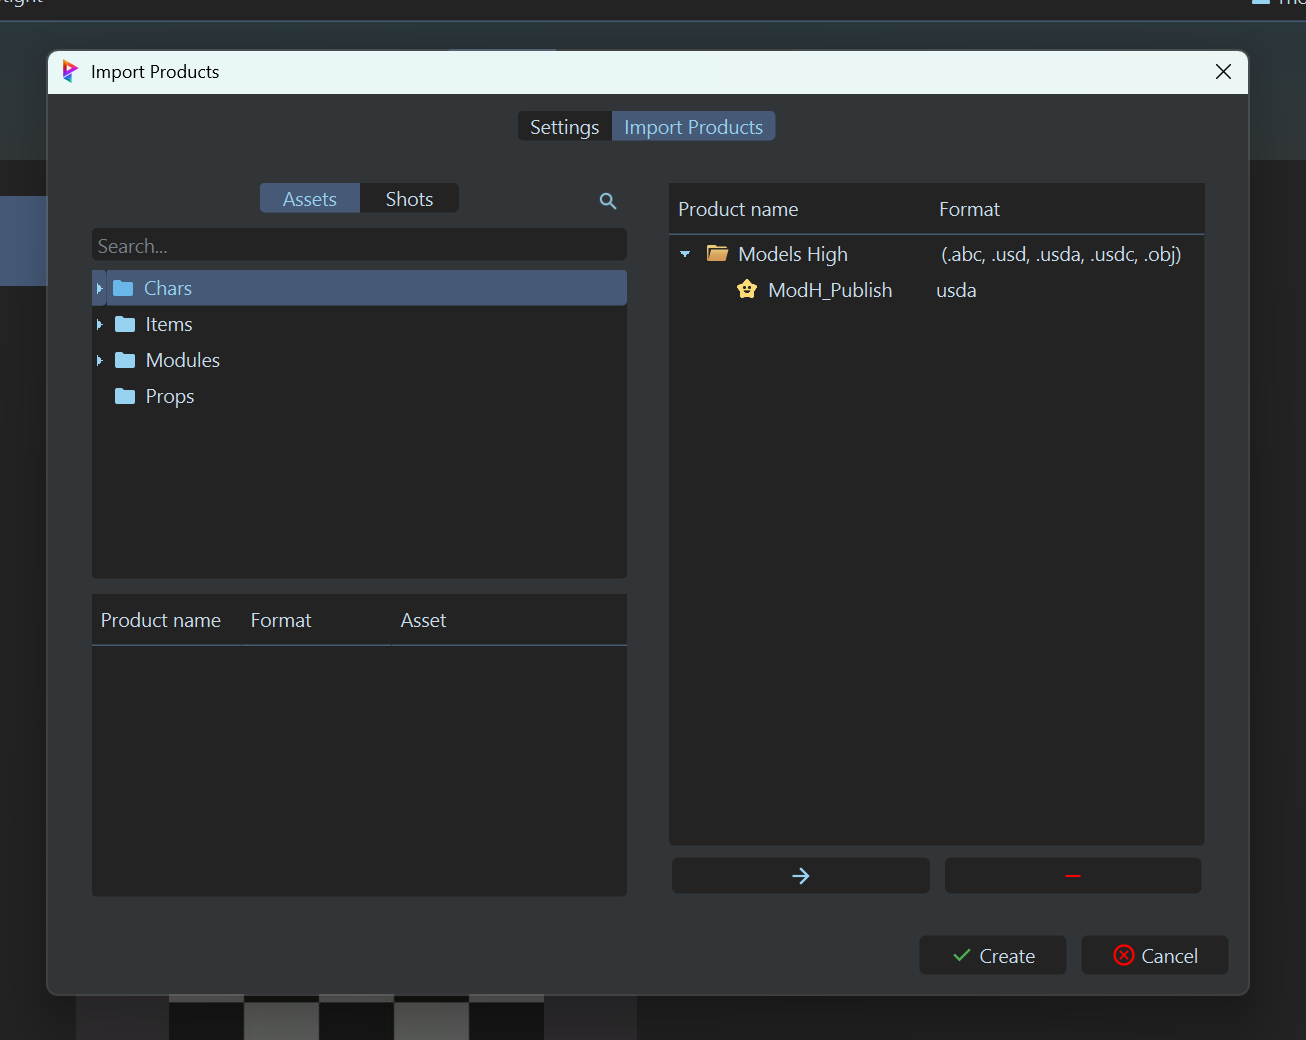 Import Products
Settings
Import Products
Assets
Shots
Search...
Chars
Items
Modules
Props
Product name
Format
Asset
Product name
Format
Models High
(.abc, .usd, .usda, .usdc, .obj)
ModH_Publish
usda
Create
Cancel